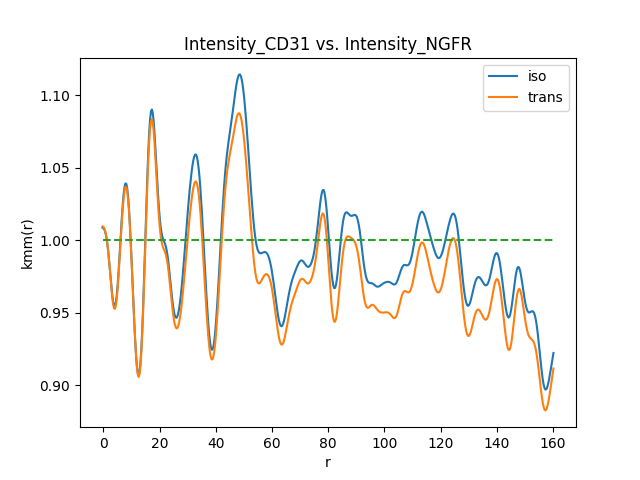 Intensity_CD31 vs. Intensity_NGFR
iso
trans
kmm(r)
1.10
1.05
1.00
0.95
0.90
0 20 40 60 80 100 120 140 160
r